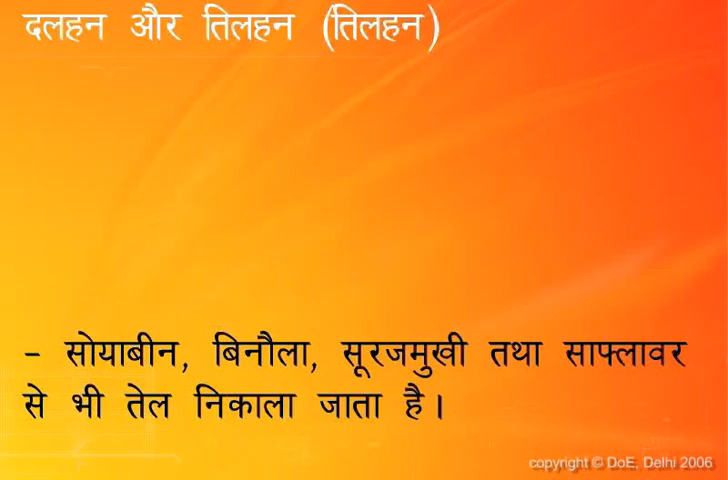 दलहन और तिलहन (तिलहन)
– सोयाबीन, बिनौला, सूरजमुखी तथा साफ्लावर
से भी तेल निकाला जाता है।
copyright © DoE, Delhi 2006